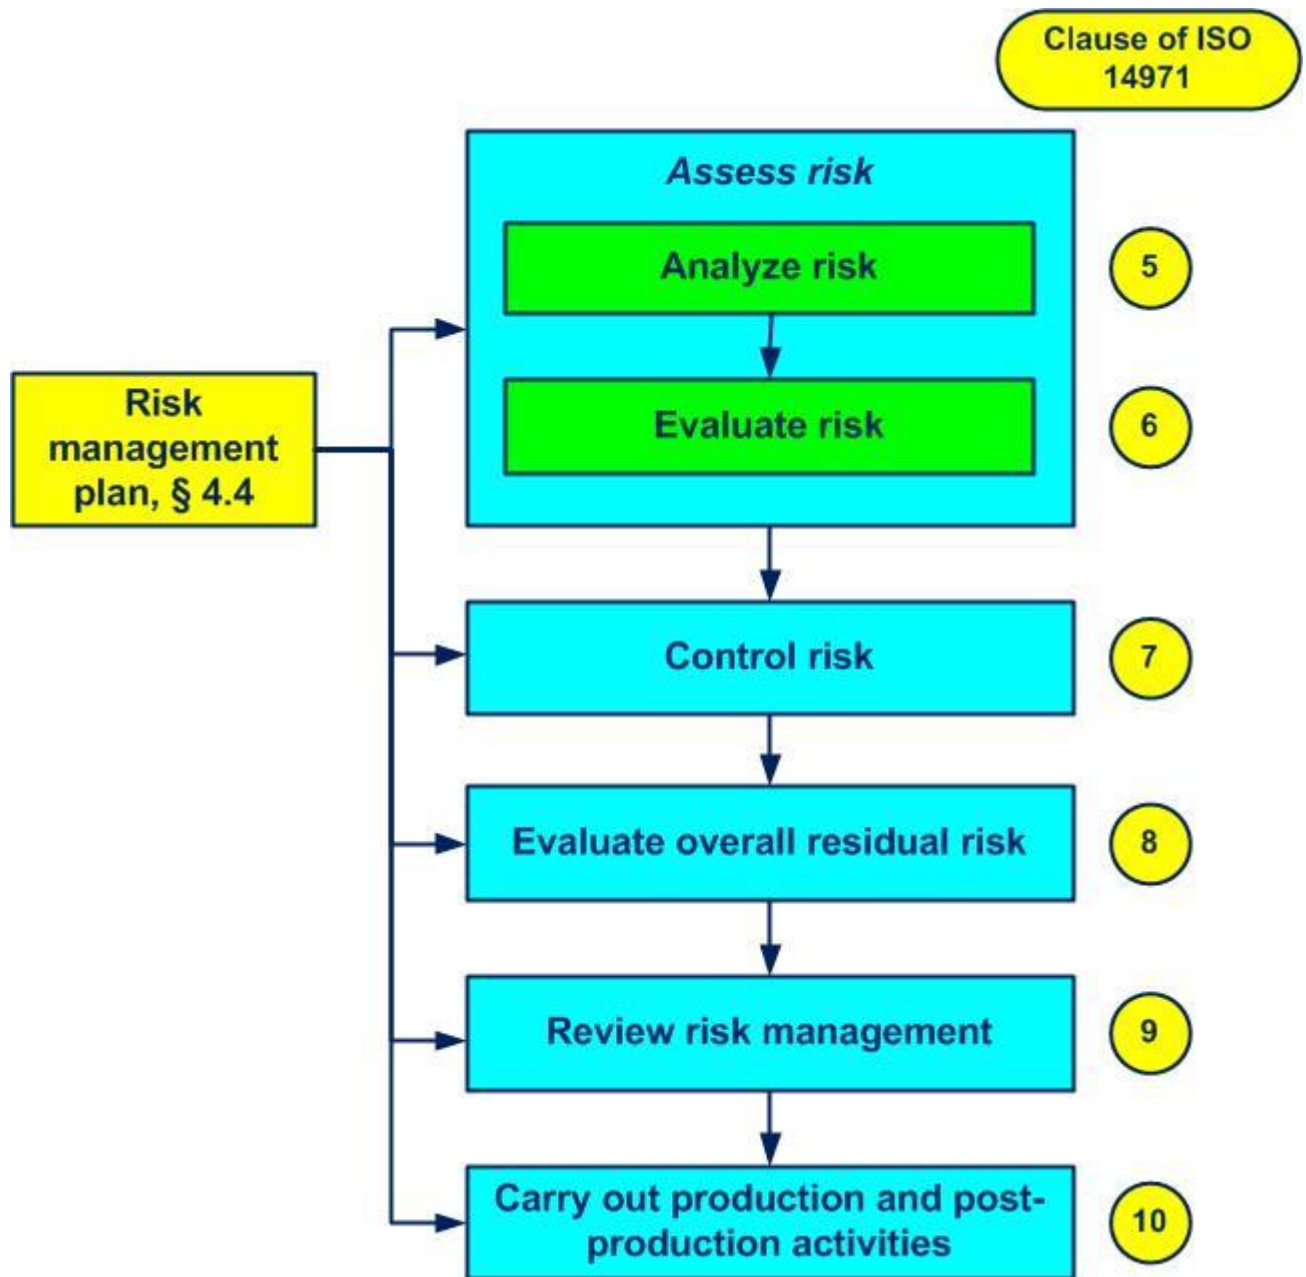 Clause of ISO
14971
Assess risk
Analyze risk
5
Evaluate risk
6
Risk
management
plan, § 4.4
Control risk
7
Evaluate overall residual risk
8
Review risk management
9
Carry out production and post-
production activities
10